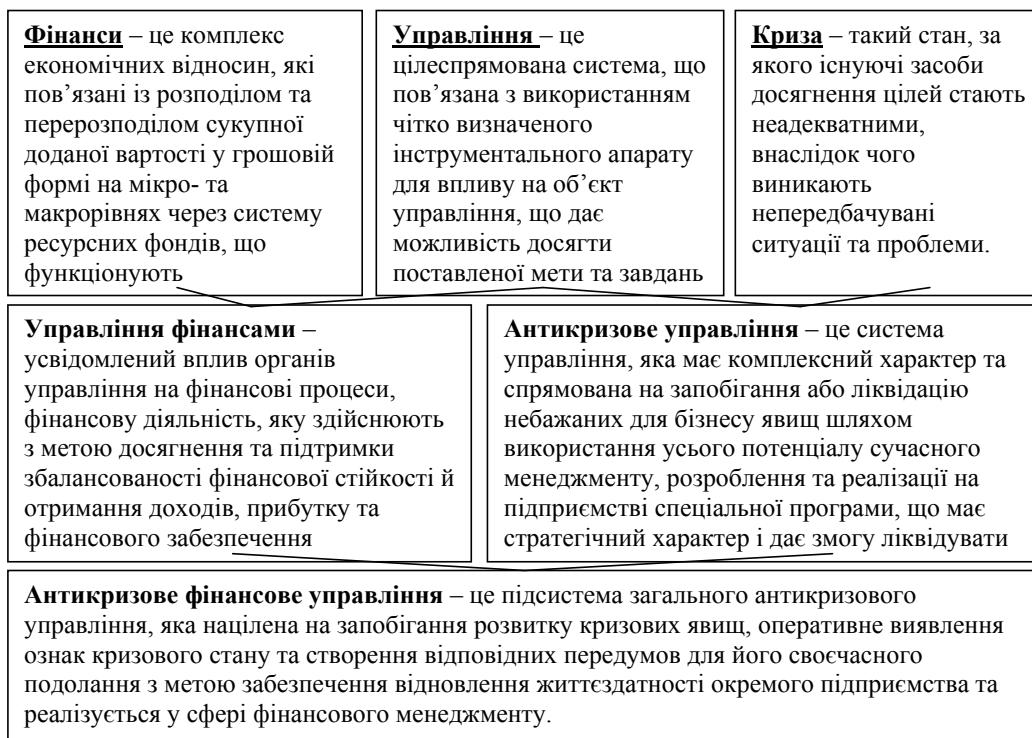 Фінанси – це комплекс
економічних відносин, які
пов’язані із розподілом та
перерозподілом сукупної
доданої вартості у грошовій
формі на мікро- та
макрорівнях через систему
ресурсних фондів, що
функціонують
Управління – це
цілеспрямована система, що
пов’язана з використанням
чітко визначеного
інструментального апарату
для впливу на об’єкт
управління, що дає
можливість досягти
поставленої мети та завдань
Криза – такий стан, за
якого існуючі засоби
досягнення цілей стають
неадекватними,
внаслідок чого
виникають
непередбачувані
ситуації та проблеми.
Управління фінансами –
усвідомлений вплив органів
управління на фінансові процеси,
фінансову діяльність, яку здійснюють
з метою досягнення та підтримки
збалансованості фінансової стійкості й
отримання доходів, прибутку та
фінансового забезпечення
Антикризове управління – це система
управління, яка має комплексний характер та
спрямована на запобігання або ліквідацію
небажаних для бізнесу явищ шляхом
використання усього потенціалу сучасного
менеджменту, розроблення та реалізації на
підприємстві спеціальної програми, що має
стратегічний характер і дає змогу ліквідувати
Антикризове фінансове управління – це підсистема загального антикризового
управління, яка націлена на запобігання розвитку кризових явищ, оперативне виявлення
ознак кризового стану та створення відповідних передумов для його своєчасного
подолання з метою забезпечення відновлення життєздатності окремого підприємства та
реалізується у сфері фінансового менеджменту.